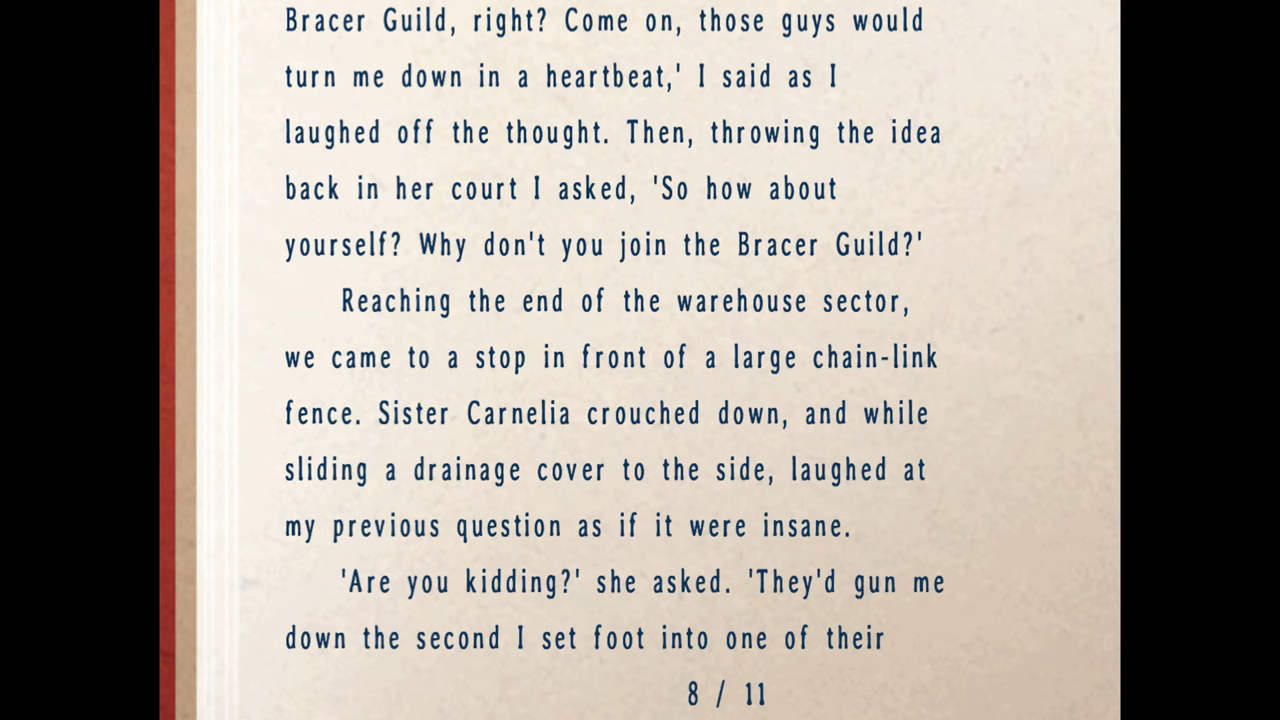 Bracer Guild, right? Come on, those guys would
turn me down in a heartbeat,' I said as I
laughed off the thought. Then, throwing the idea
back in her court I asked, 'So how about
yourself? Why don't you join the Bracer Guild?'
Reaching the end of the warehouse sector,
we came to a stop in front of a large chain-link
fence. Sister Carnelia crouched down, and while
sliding a drainage cover to the side, laughed at
my previous question as if it were insane.
'Are you kidding?' she asked. 'They'd gun me
down the second I set foot into one of their
8 / 11